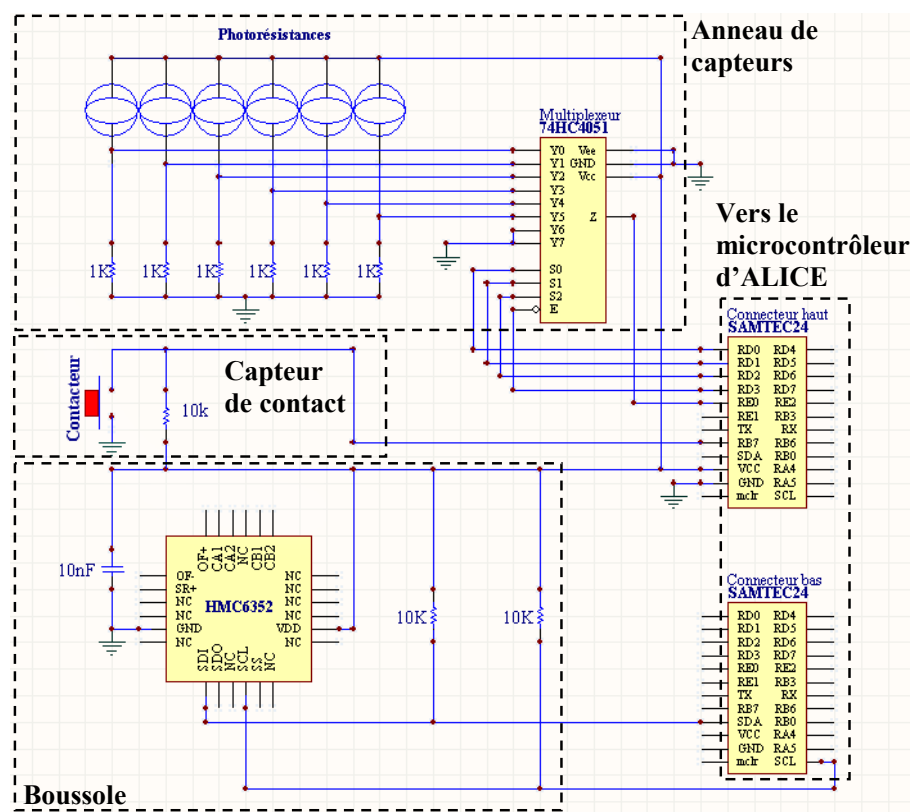 Photorésistances
Anneau de
capteurs
Multiplexeur
74HC4051
Y0 Vee
Y1 GND
Y2 Vcc
Y3
Y4
Y5 Z
Y6
Y7
S0
S1
S2
E
1K 1K 1K 1K 1K 1K
Vers le
microcontrôleur
d'ALICE
Connecteur haut
SAMTEC24
RD0 RD4
RD1 RD5
RD2 RD6
RD3 RD7
RE0 RE2
RE1 RB3
TX RX
RB7 RB6
SDA RB0
VCC RA4
GND RA5
mclr SCL
Contacteur
10k
Capteur
de contact
10nF
OF+ CA1 CA2 NC CB1 CB2
OF- NC
SR+ NC
NC NC
NC NC
GND VDD
NC NC
HMC6352
SDI SDO NC SCL SS NC
10K 10K
Connecteur bas
SAMTEC24
RD0 RD4
RD1 RD5
RD2 RD6
RD3 RD7
RE0 RE2
RE1 RB3
TX RX
RB7 RB6
SDA RB0
VCC RA4
GND RA5
mclr SCL
Boussole